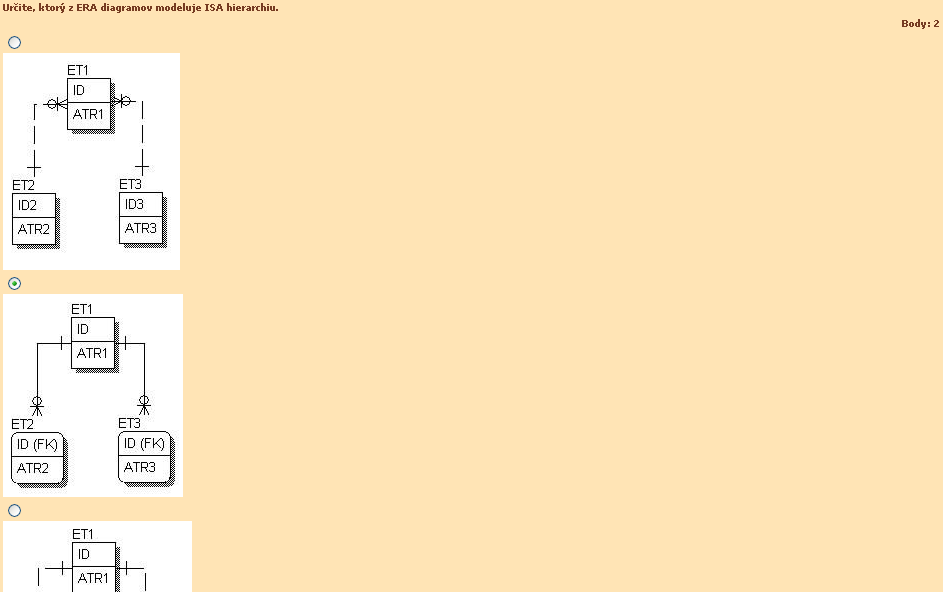 Určite, ktorý z ERA diagramov modeluje ISA hierarchiu.
Body: 2
ET1
ID
ATR1
ET2
ET3
ID2
ID3
ATR2
ATR3
ET1
ID
ATR1
ET2
ET3
ID (FK)
ID (FK)
ATR2
ATR3
ET1
ID
ATR1